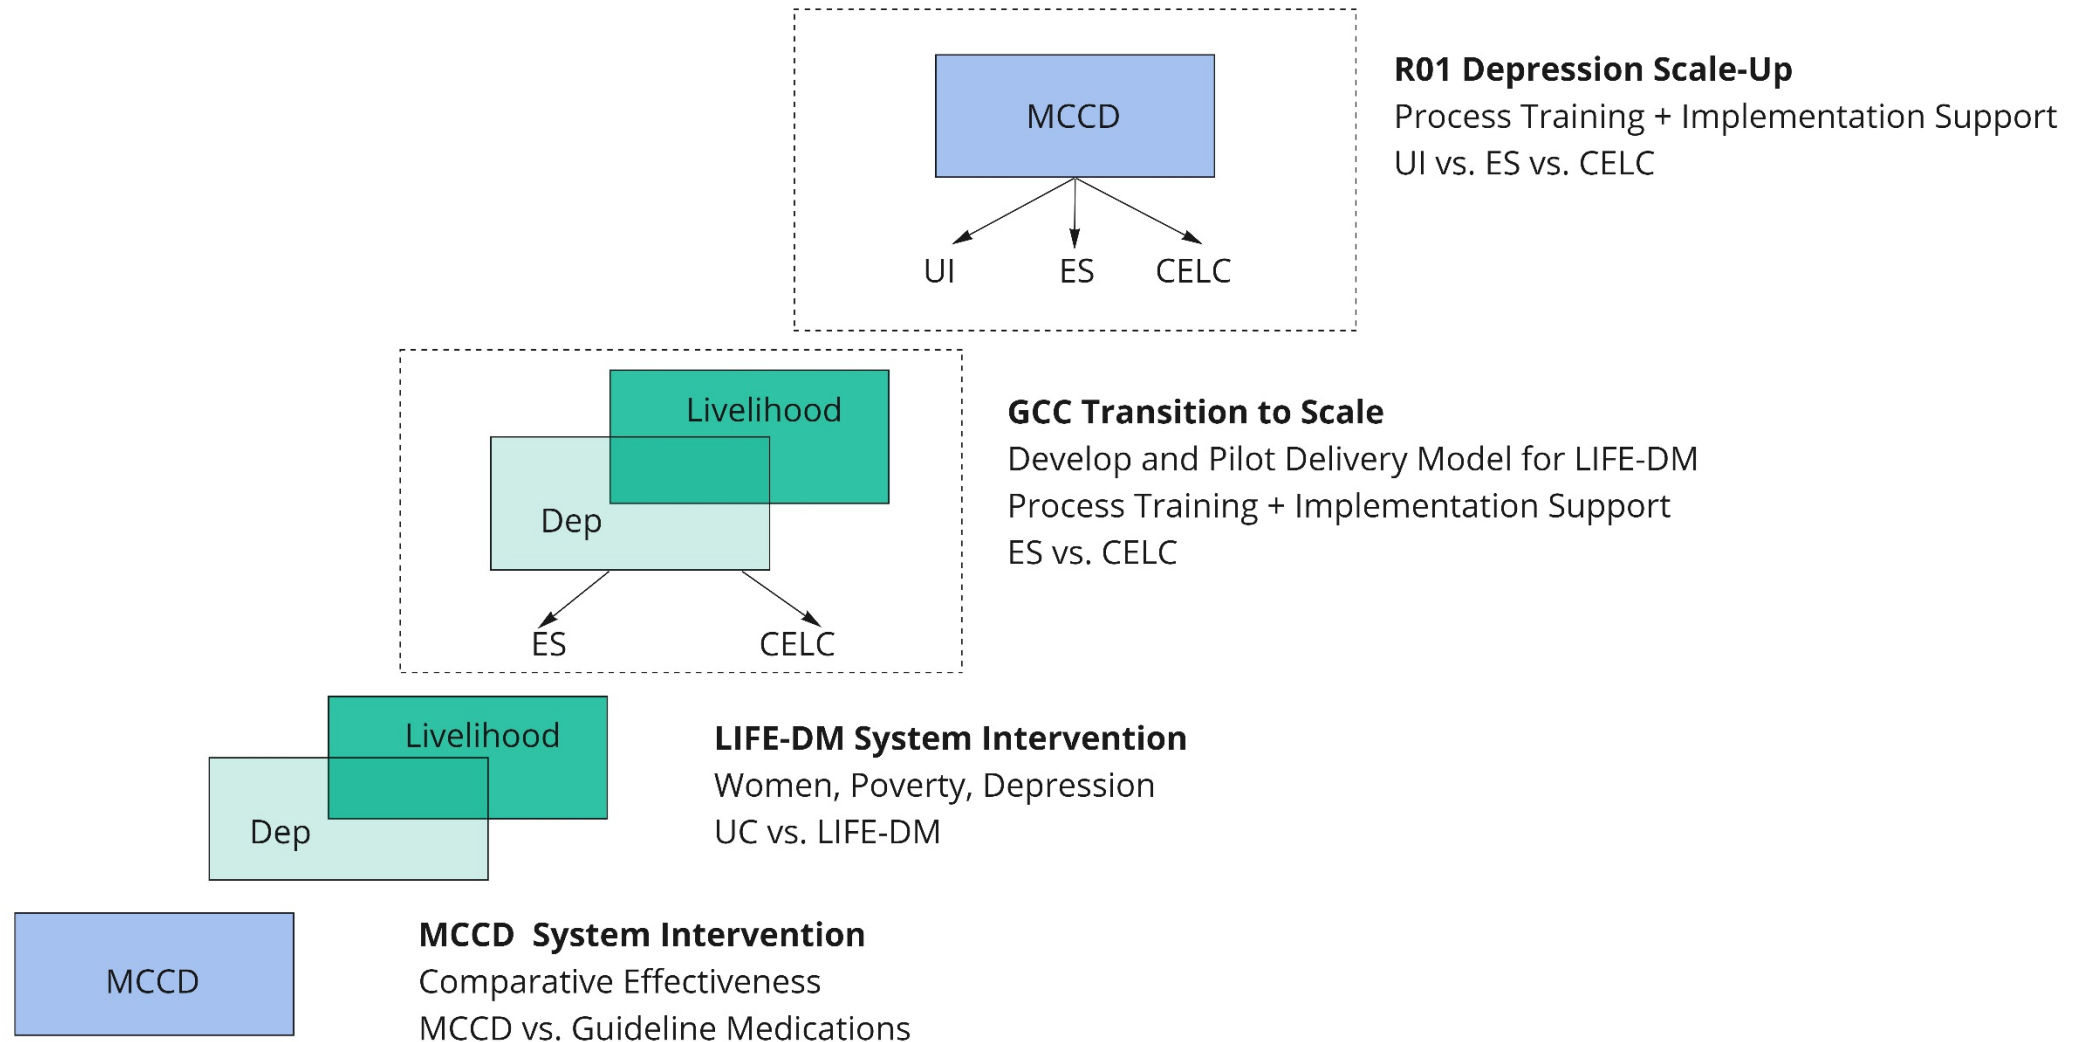 MCCD
UI
ES
CELC
R01 Depression Scale-Up
Process Training + Implementation Support
UI vs. ES vs. CELC
Livelihood
Dep
ES
CELC
GCC Transition to Scale
Develop and Pilot Delivery Model for LIFE-DM
Process Training + Implementation Support
ES vs. CELC
Livelihood
Dep
LIFE-DM System Intervention
Women, Poverty, Depression
UC vs. LIFE-DM
MCCD
MCCD System Intervention
Comparative Effectiveness
MCCD vs. Guideline Medications